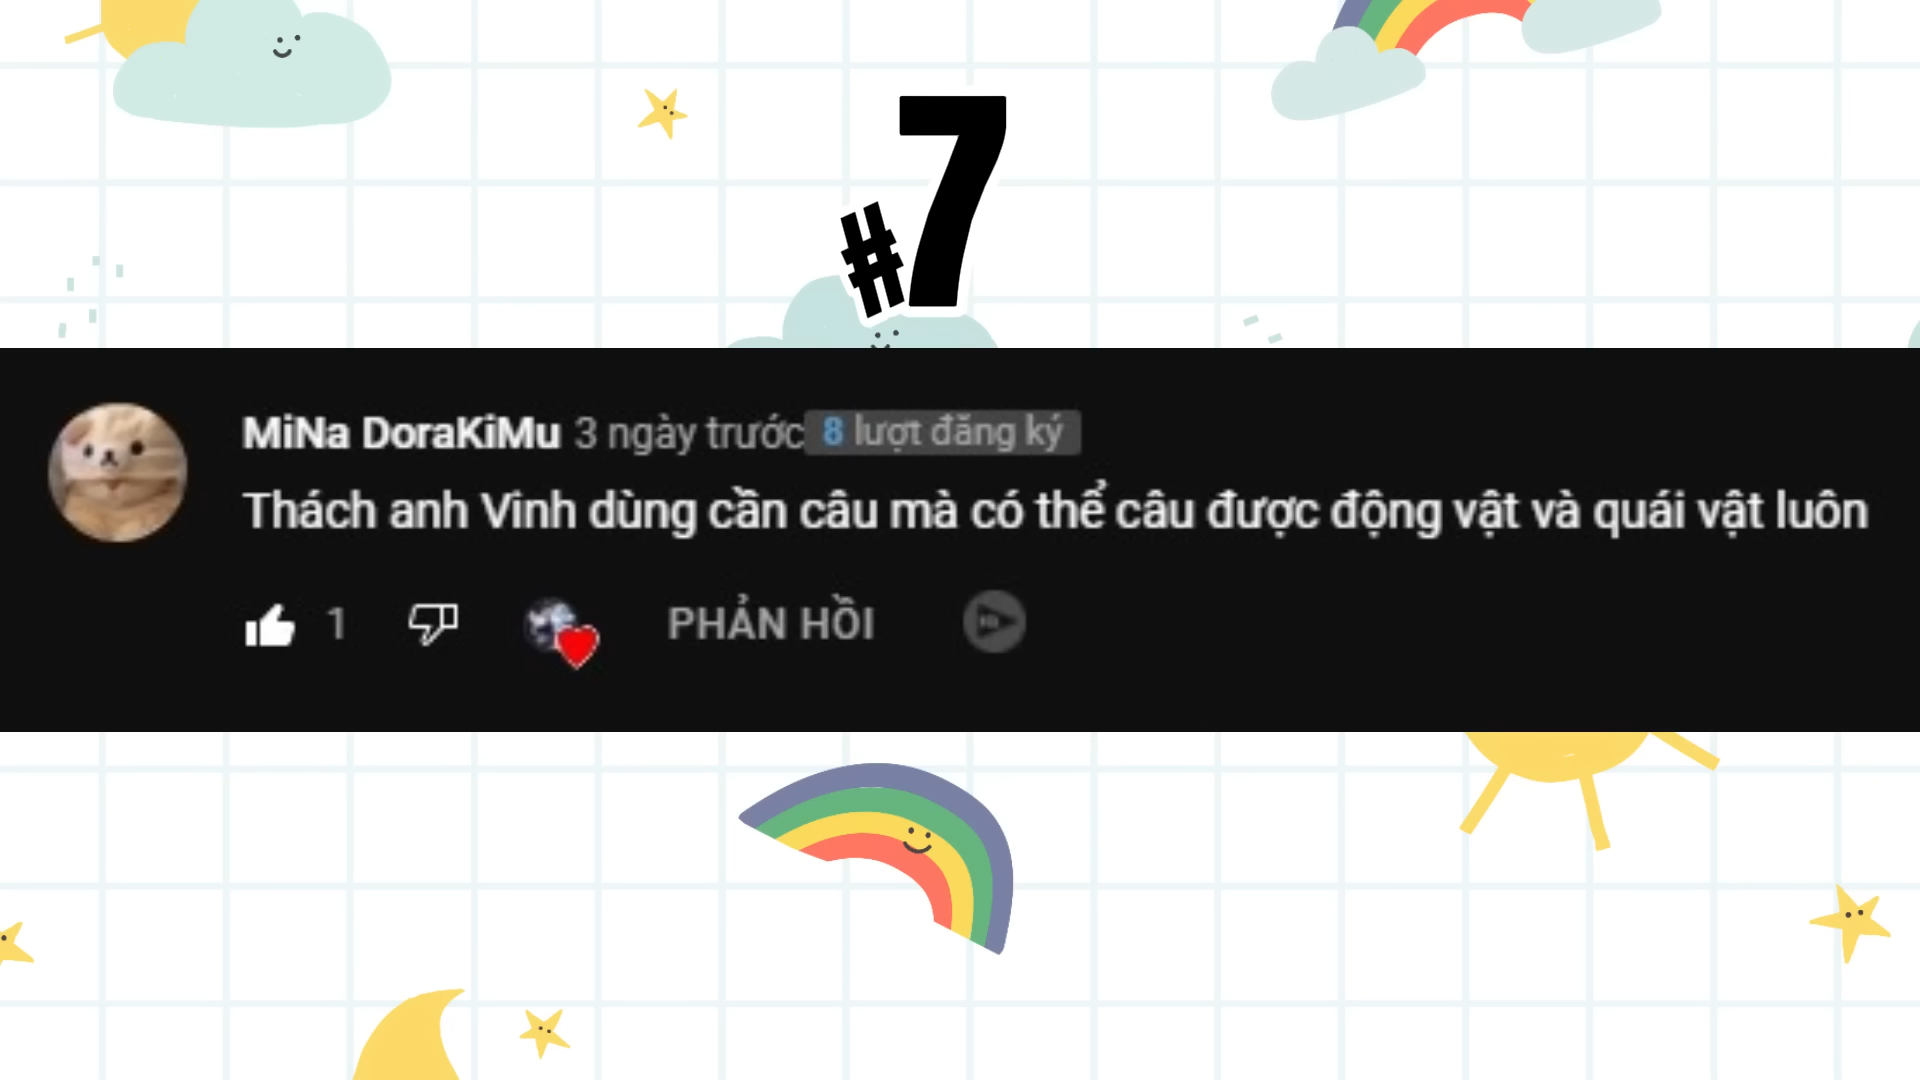 #7
MiNa DoraKiMu 3 ngày trước 8 lượt đăng ký
Thách anh Vinh dùng cần câu mà có thể câu được động vật và quái vật luôn
1 PHẢN HỒI